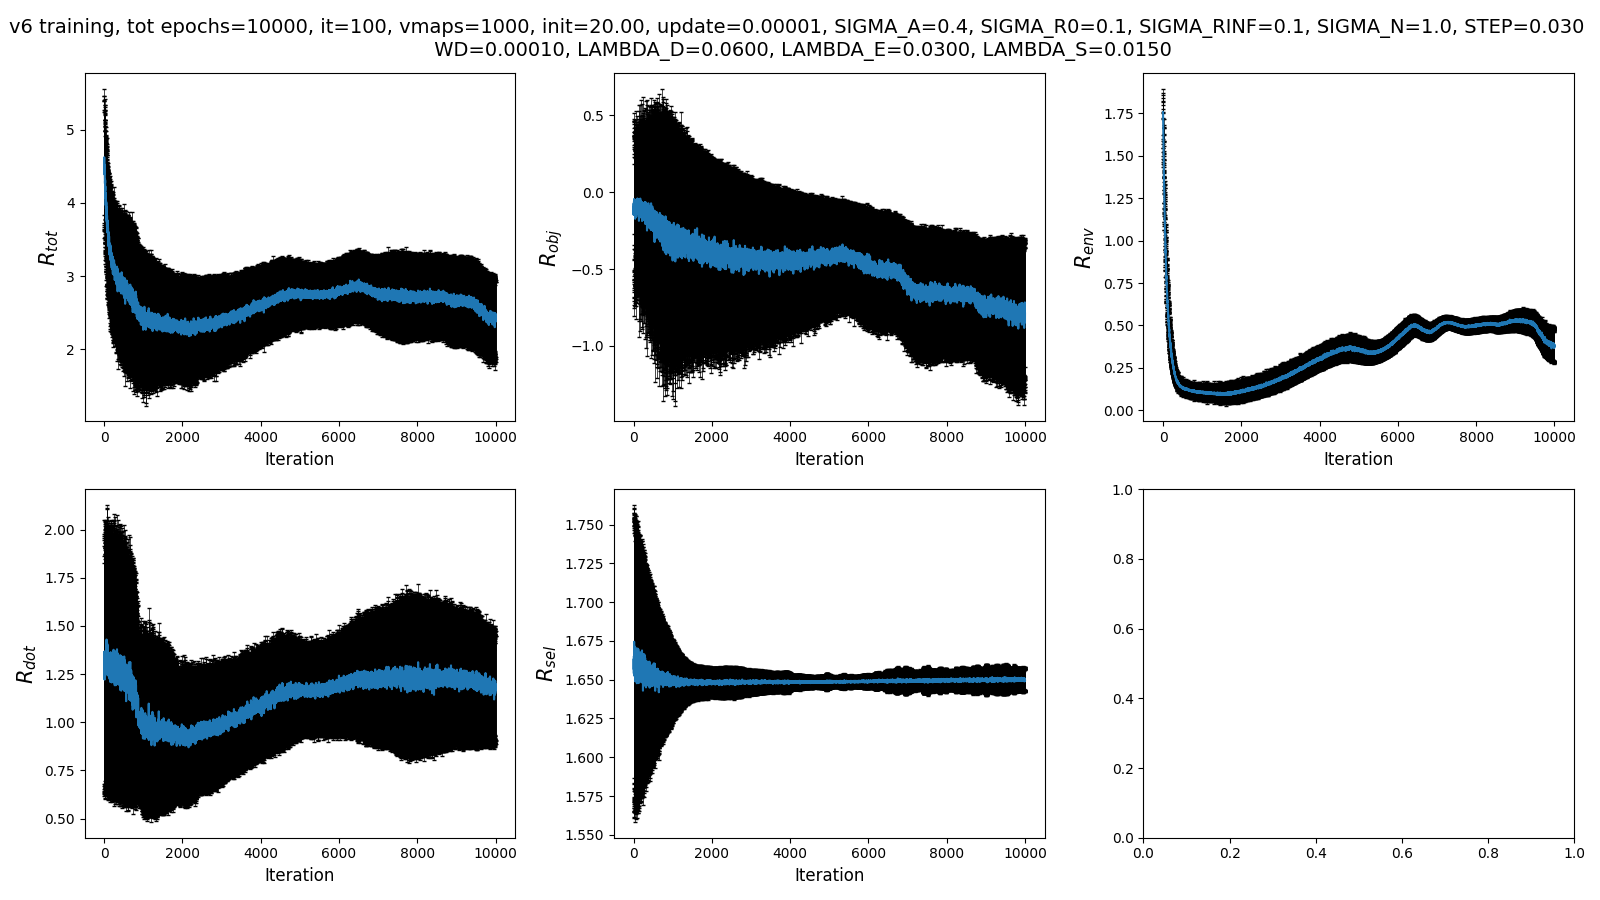 v6 training, tot epochs=10000, it=100, vmaps=1000, init=20.00, update=0.00001, SIGMA_A=0.4, SIGMA_R0=0.1, SIGMA_RINF=0.1, SIGMA_N=1.0, STEP=0.030
WD=0.00010, LAMBDA_D=0.0600, LAMBDA_E=0.0300, LAMBDA_S=0.0150
R_tot
5
4
3
2
0 2000 4000 6000 8000 10000
Iteration
R_obj
0.5
0.0
−0.5
−1.0
0 2000 4000 6000 8000 10000
Iteration
R_env
1.75
1.50
1.25
1.00
0.75
0.50
0.25
0.00
0 2000 4000 6000 8000 10000
Iteration
R_dot
2.00
1.75
1.50
1.25
1.00
0.75
0.50
0 2000 4000 6000 8000 10000
Iteration
R_sel
1.750
1.725
1.700
1.675
1.650
1.625
1.600
1.575
1.550
0 2000 4000 6000 8000 10000
Iteration
1.0
0.8
0.6
0.4
0.2
0.0
0.0 0.2 0.4 0.6 0.8 1.0